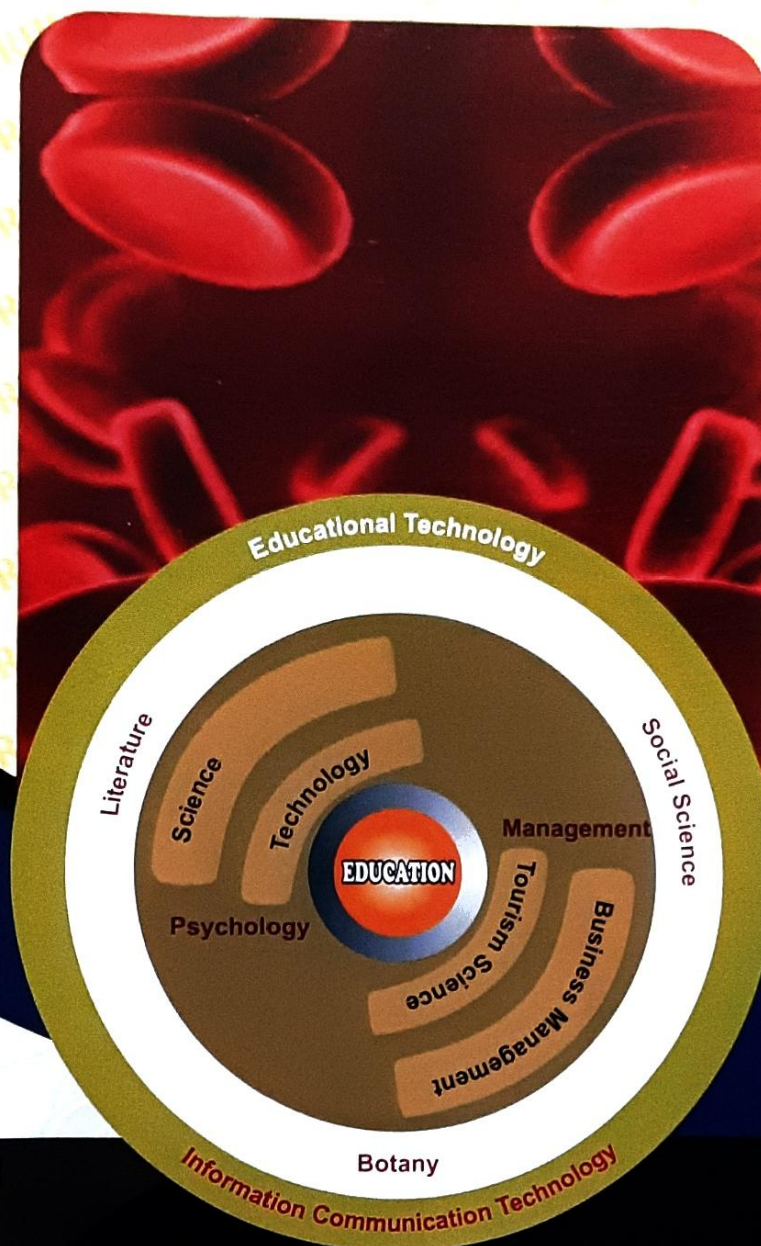 Educational Technology
Literature
Social Science
Science
Technology
Management
EDUCATION
Psychology
Tourism Science
Business Management
Botany
Information Communication Technology